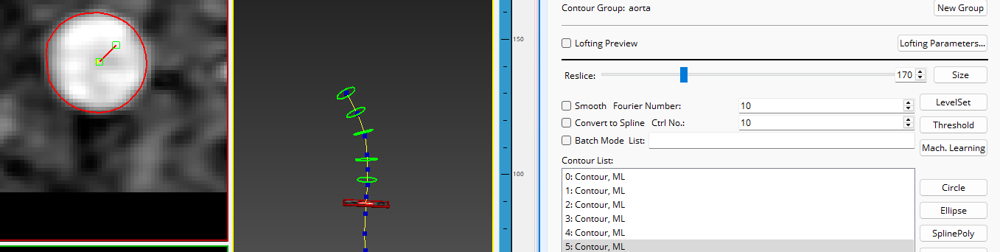 Contour Group: aorta
New Group
150
Lofting Preview
Lofting Parameters...
Reslice:
170
Size
Smooth Fourier Number:
10
LevelSet
Convert to Spline Ctrl No.:
10
Threshold
Batch Mode List:
Mach. Learning
Contour List:
100
0: Contour, ML
1: Contour, ML
2: Contour, ML
3: Contour, ML
4: Contour, ML
5: Contour, ML
Circle
Ellipse
SplinePoly